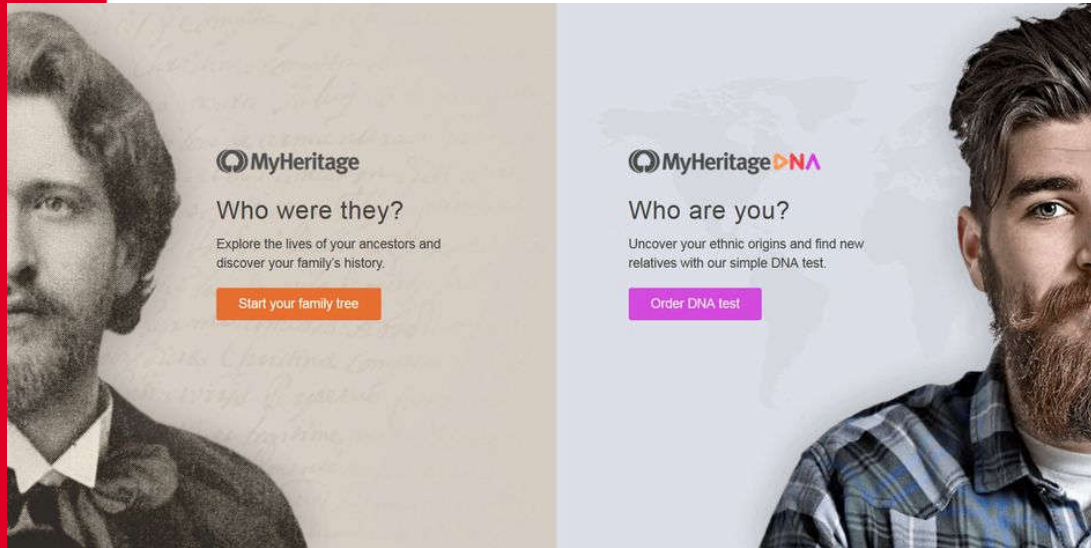 MyHeritage
Who were they?
Explore the lives of your ancestors and
discover your family's history.
Start your family tree
MyHeritage DNA
Who are you?
Uncover your ethnic origins and find new
relatives with our simple DNA test.
Order DNA test